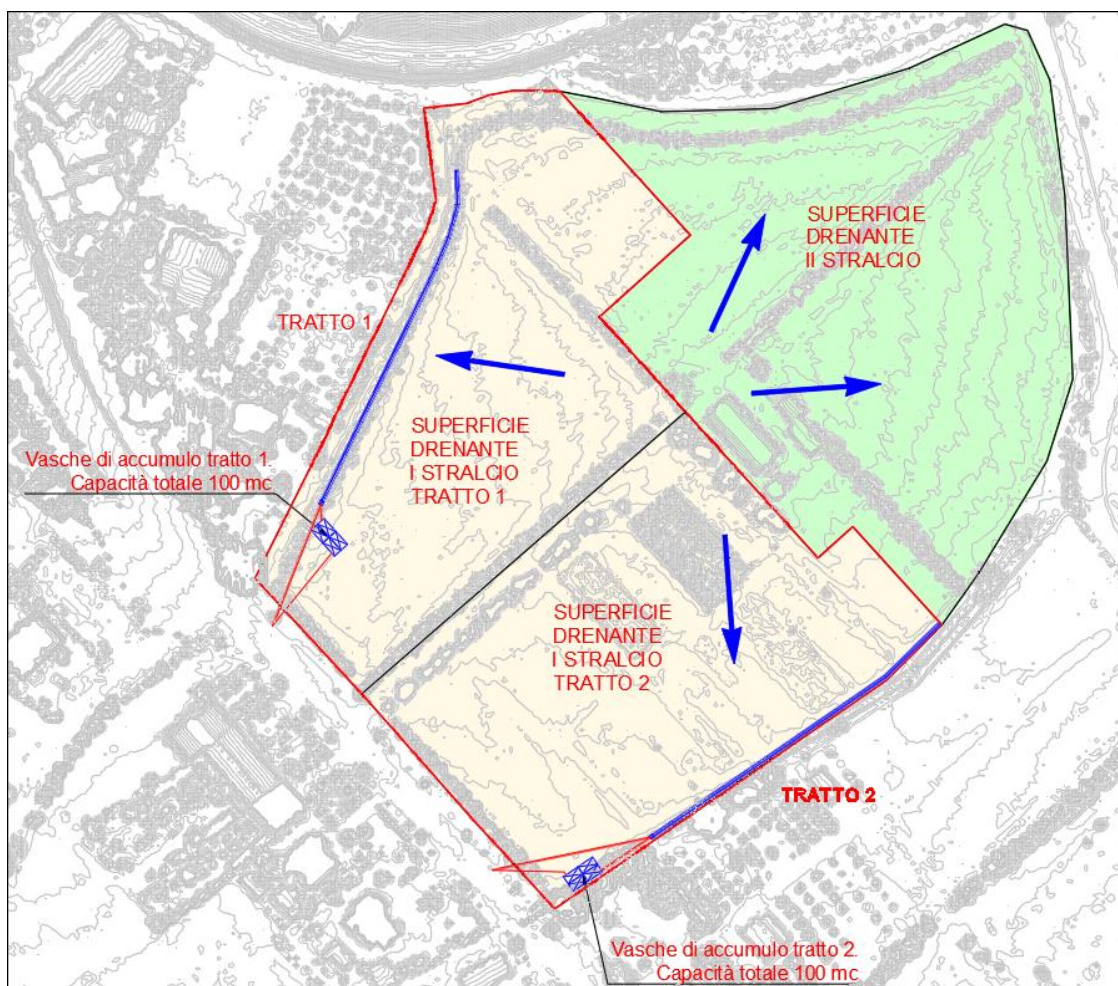 SUPERFICIE
DRENANTE
II STRALCIO
TRATTO 1
SUPERFICIE
DRENANTE
I STRALCIO
TRATTO 1
Vasche di accumulo tratto 1.
Capacità totale 100 mc
SUPERFICIE
DRENANTE
I STRALCIO
TRATTO 2
TRATTO 2
Vasche di accumulo tratto 2.
Capacità totale 100 mc